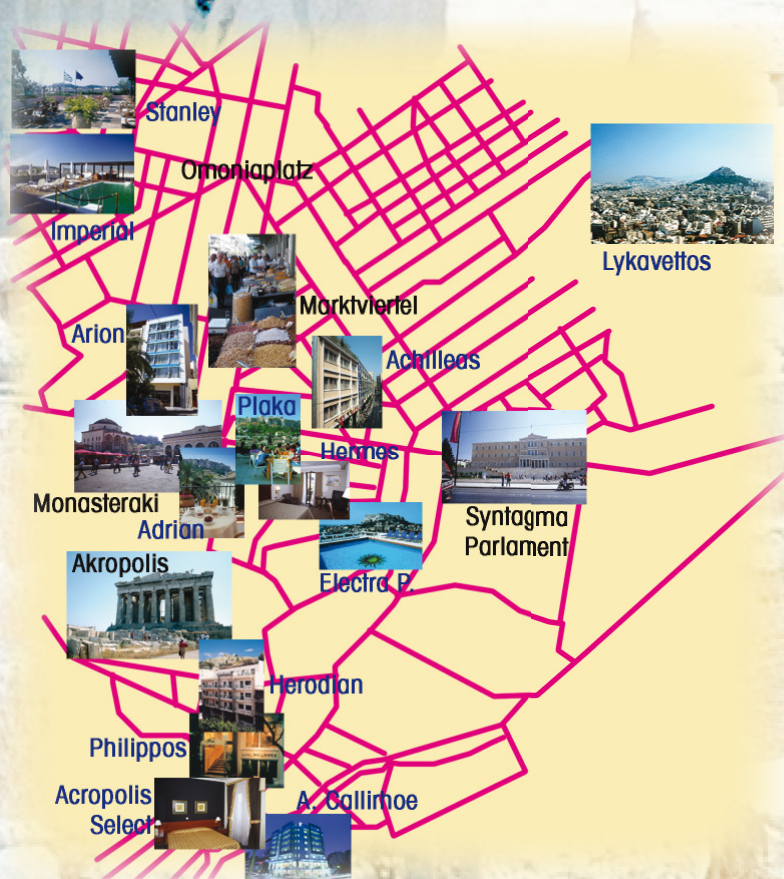 Stanley
Omoniaplatz
Imperial
Lykavettos
Marktviertel
Arion
Achilleas
Plaka
Hermes
Monasteraki
Adrian
Syntagma
Parlament
Akropolis
Electra P.
Herodian
Philippos
Acropolis
Select
A. Callirhoe